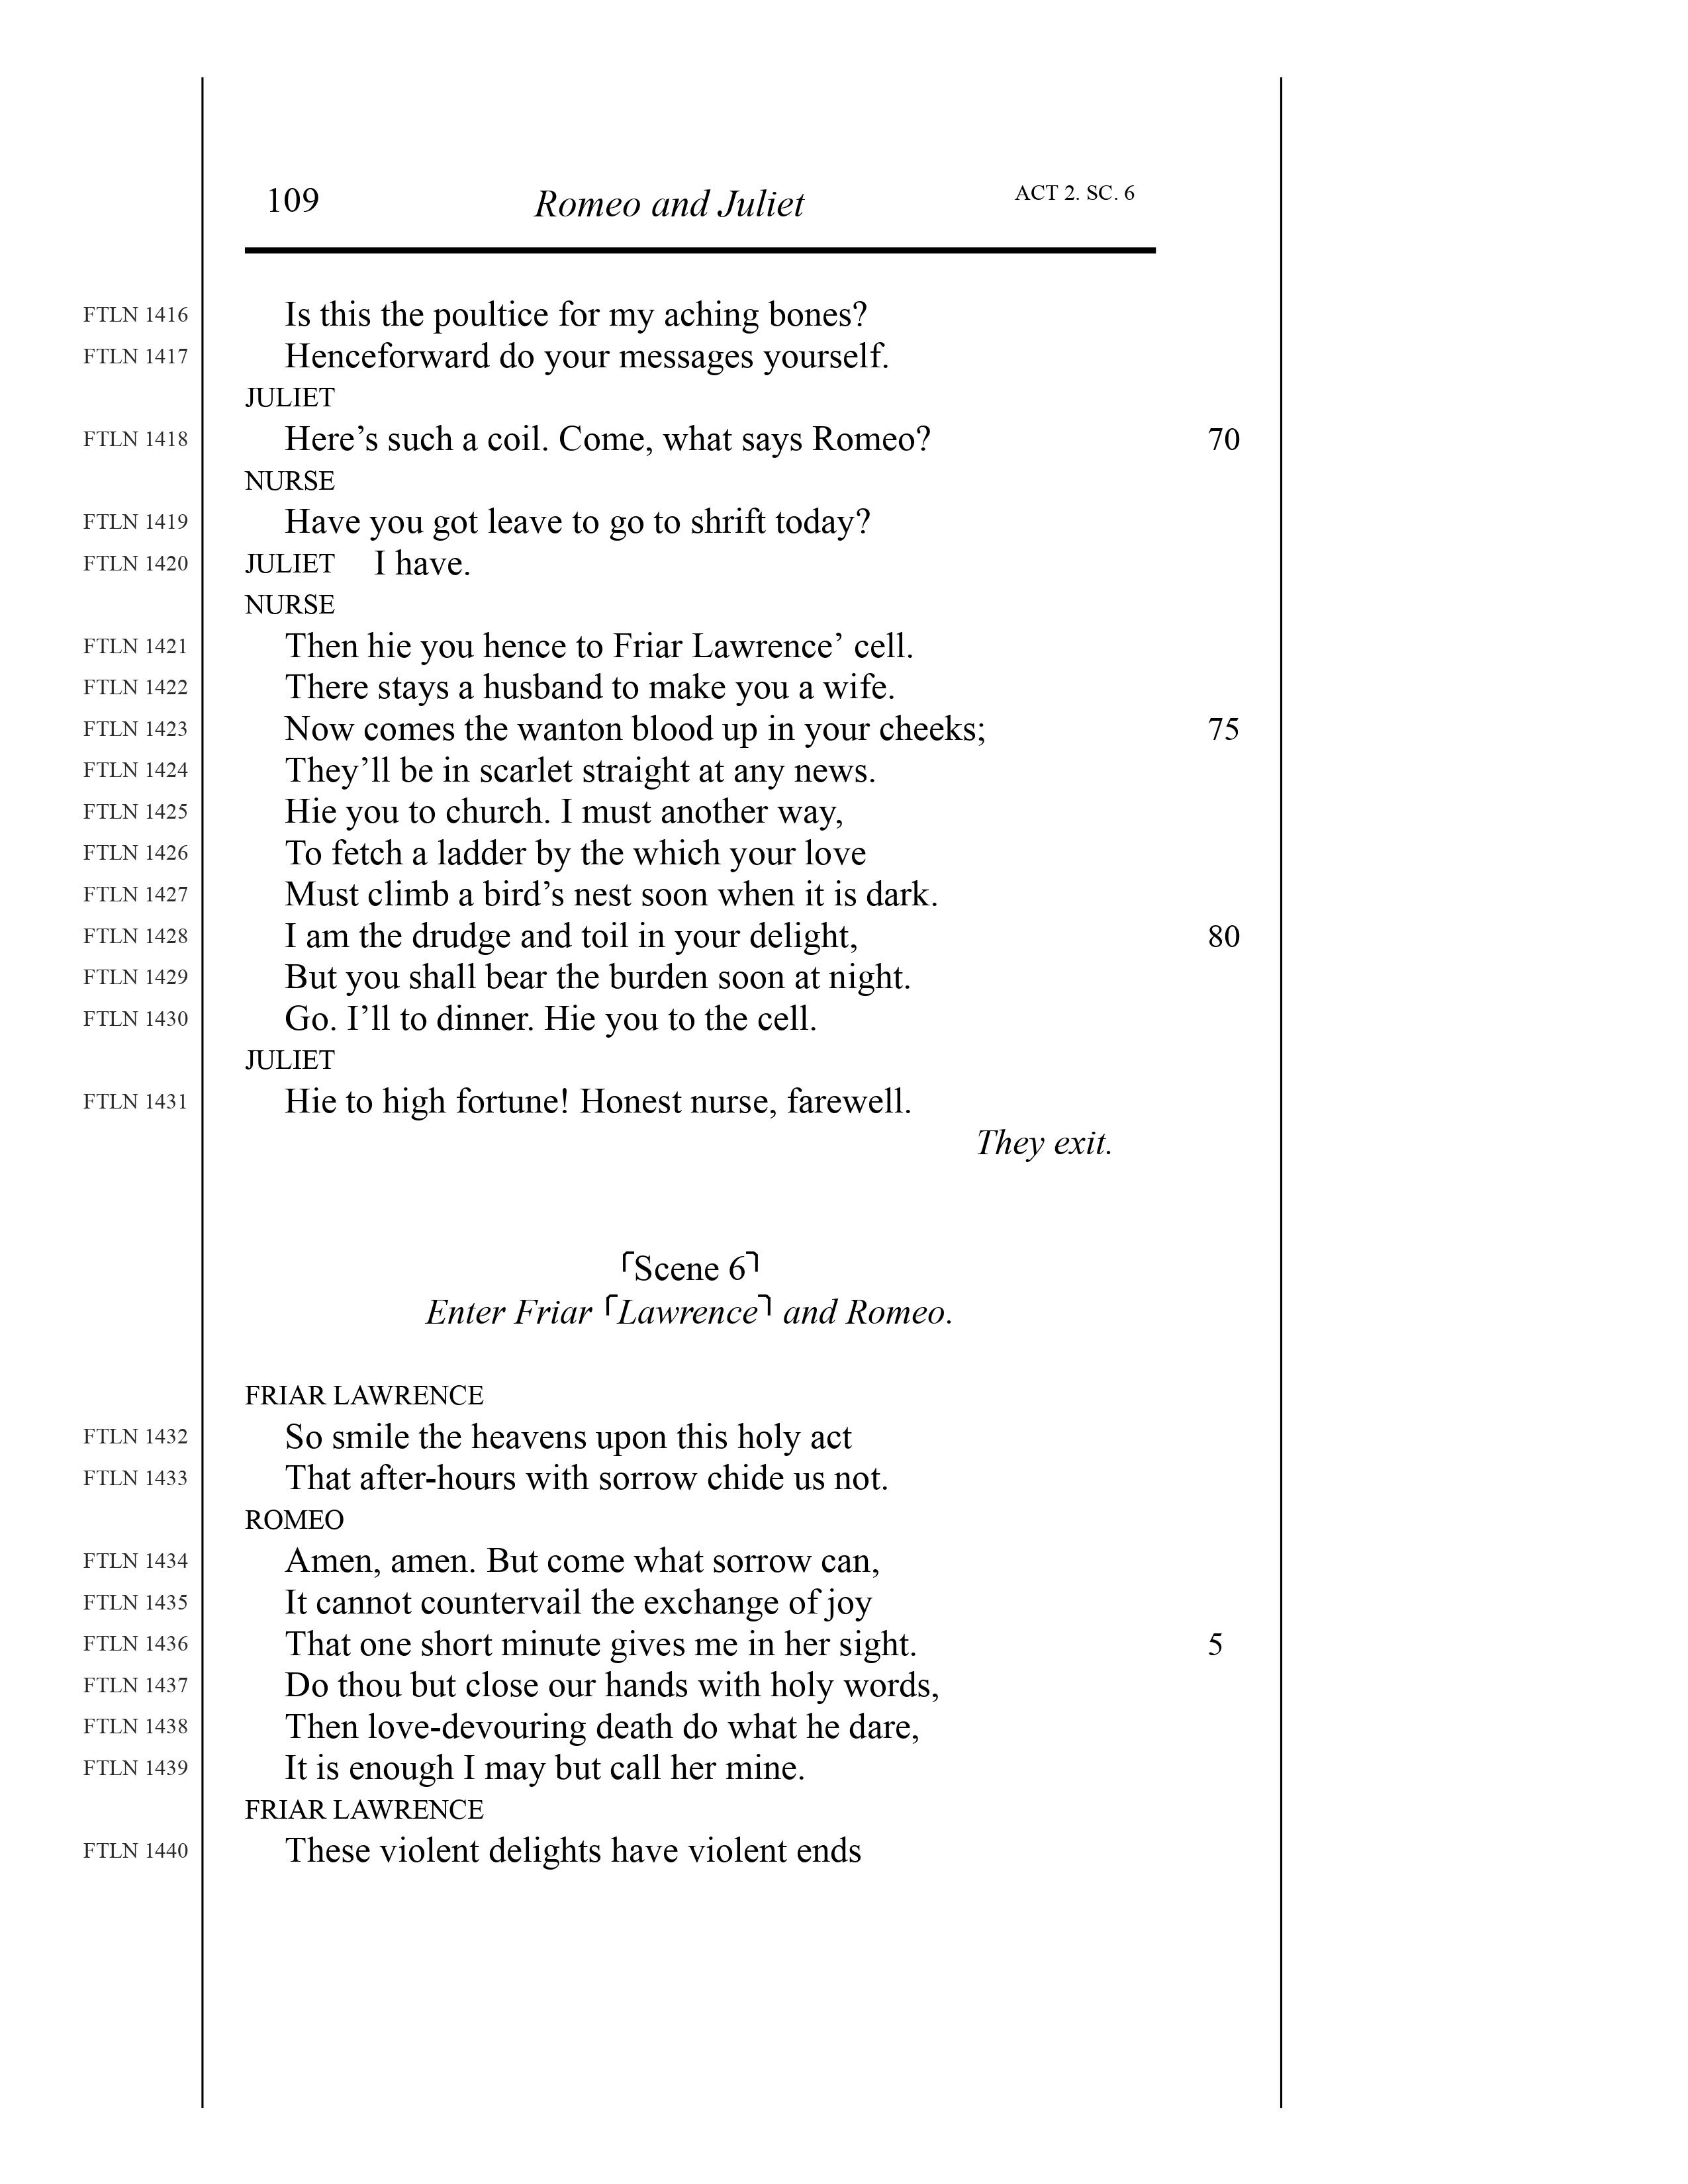 109 Romeo and Juliet ACT 2. SC. 6
FTLN 1416 Is this the poultice for my aching bones?
FTLN 1417 Henceforward do your messages yourself.
JULIET
FTLN 1418 Here’s such a coil. Come, what says Romeo? 70
NURSE
FTLN 1419 Have you got leave to go to shrift today?
FTLN 1420 JULIET I have.
NURSE
FTLN 1421 Then hie you hence to Friar Lawrence’ cell.
FTLN 1422 There stays a husband to make you a wife.
FTLN 1423 Now comes the wanton blood up in your cheeks; 75
FTLN 1424 They’ll be in scarlet straight at any news.
FTLN 1425 Hie you to church. I must another way,
FTLN 1426 To fetch a ladder by the which your love
FTLN 1427 Must climb a bird’s nest soon when it is dark.
FTLN 1428 I am the drudge and toil in your delight, 80
FTLN 1429 But you shall bear the burden soon at night.
FTLN 1430 Go. I’ll to dinner. Hie you to the cell.
JULIET
FTLN 1431 Hie to high fortune! Honest nurse, farewell.
They exit.
⌜Scene 6⌝
Enter Friar ⌜Lawrence⌝ and Romeo.
FRIAR LAWRENCE
FTLN 1432 So smile the heavens upon this holy act
FTLN 1433 That after-hours with sorrow chide us not.
ROMEO
FTLN 1434 Amen, amen. But come what sorrow can,
FTLN 1435 It cannot countervail the exchange of joy
FTLN 1436 That one short minute gives me in her sight. 5
FTLN 1437 Do thou but close our hands with holy words,
FTLN 1438 Then love-devouring death do what he dare,
FTLN 1439 It is enough I may but call her mine.
FRIAR LAWRENCE
FTLN 1440 These violent delights have violent ends